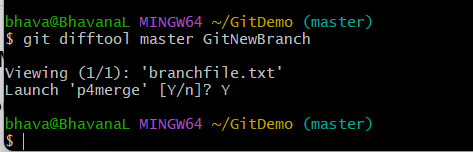 bhava@BhavanaL MINGW64 ~/GitDemo (master)
$ git difftool master GitNewBranch
Viewing (1/1): 'branchfile.txt'
Launch 'p4merge' [Y/n]? Y
bhava@BhavanaL MINGW64 ~/GitDemo (master)
$